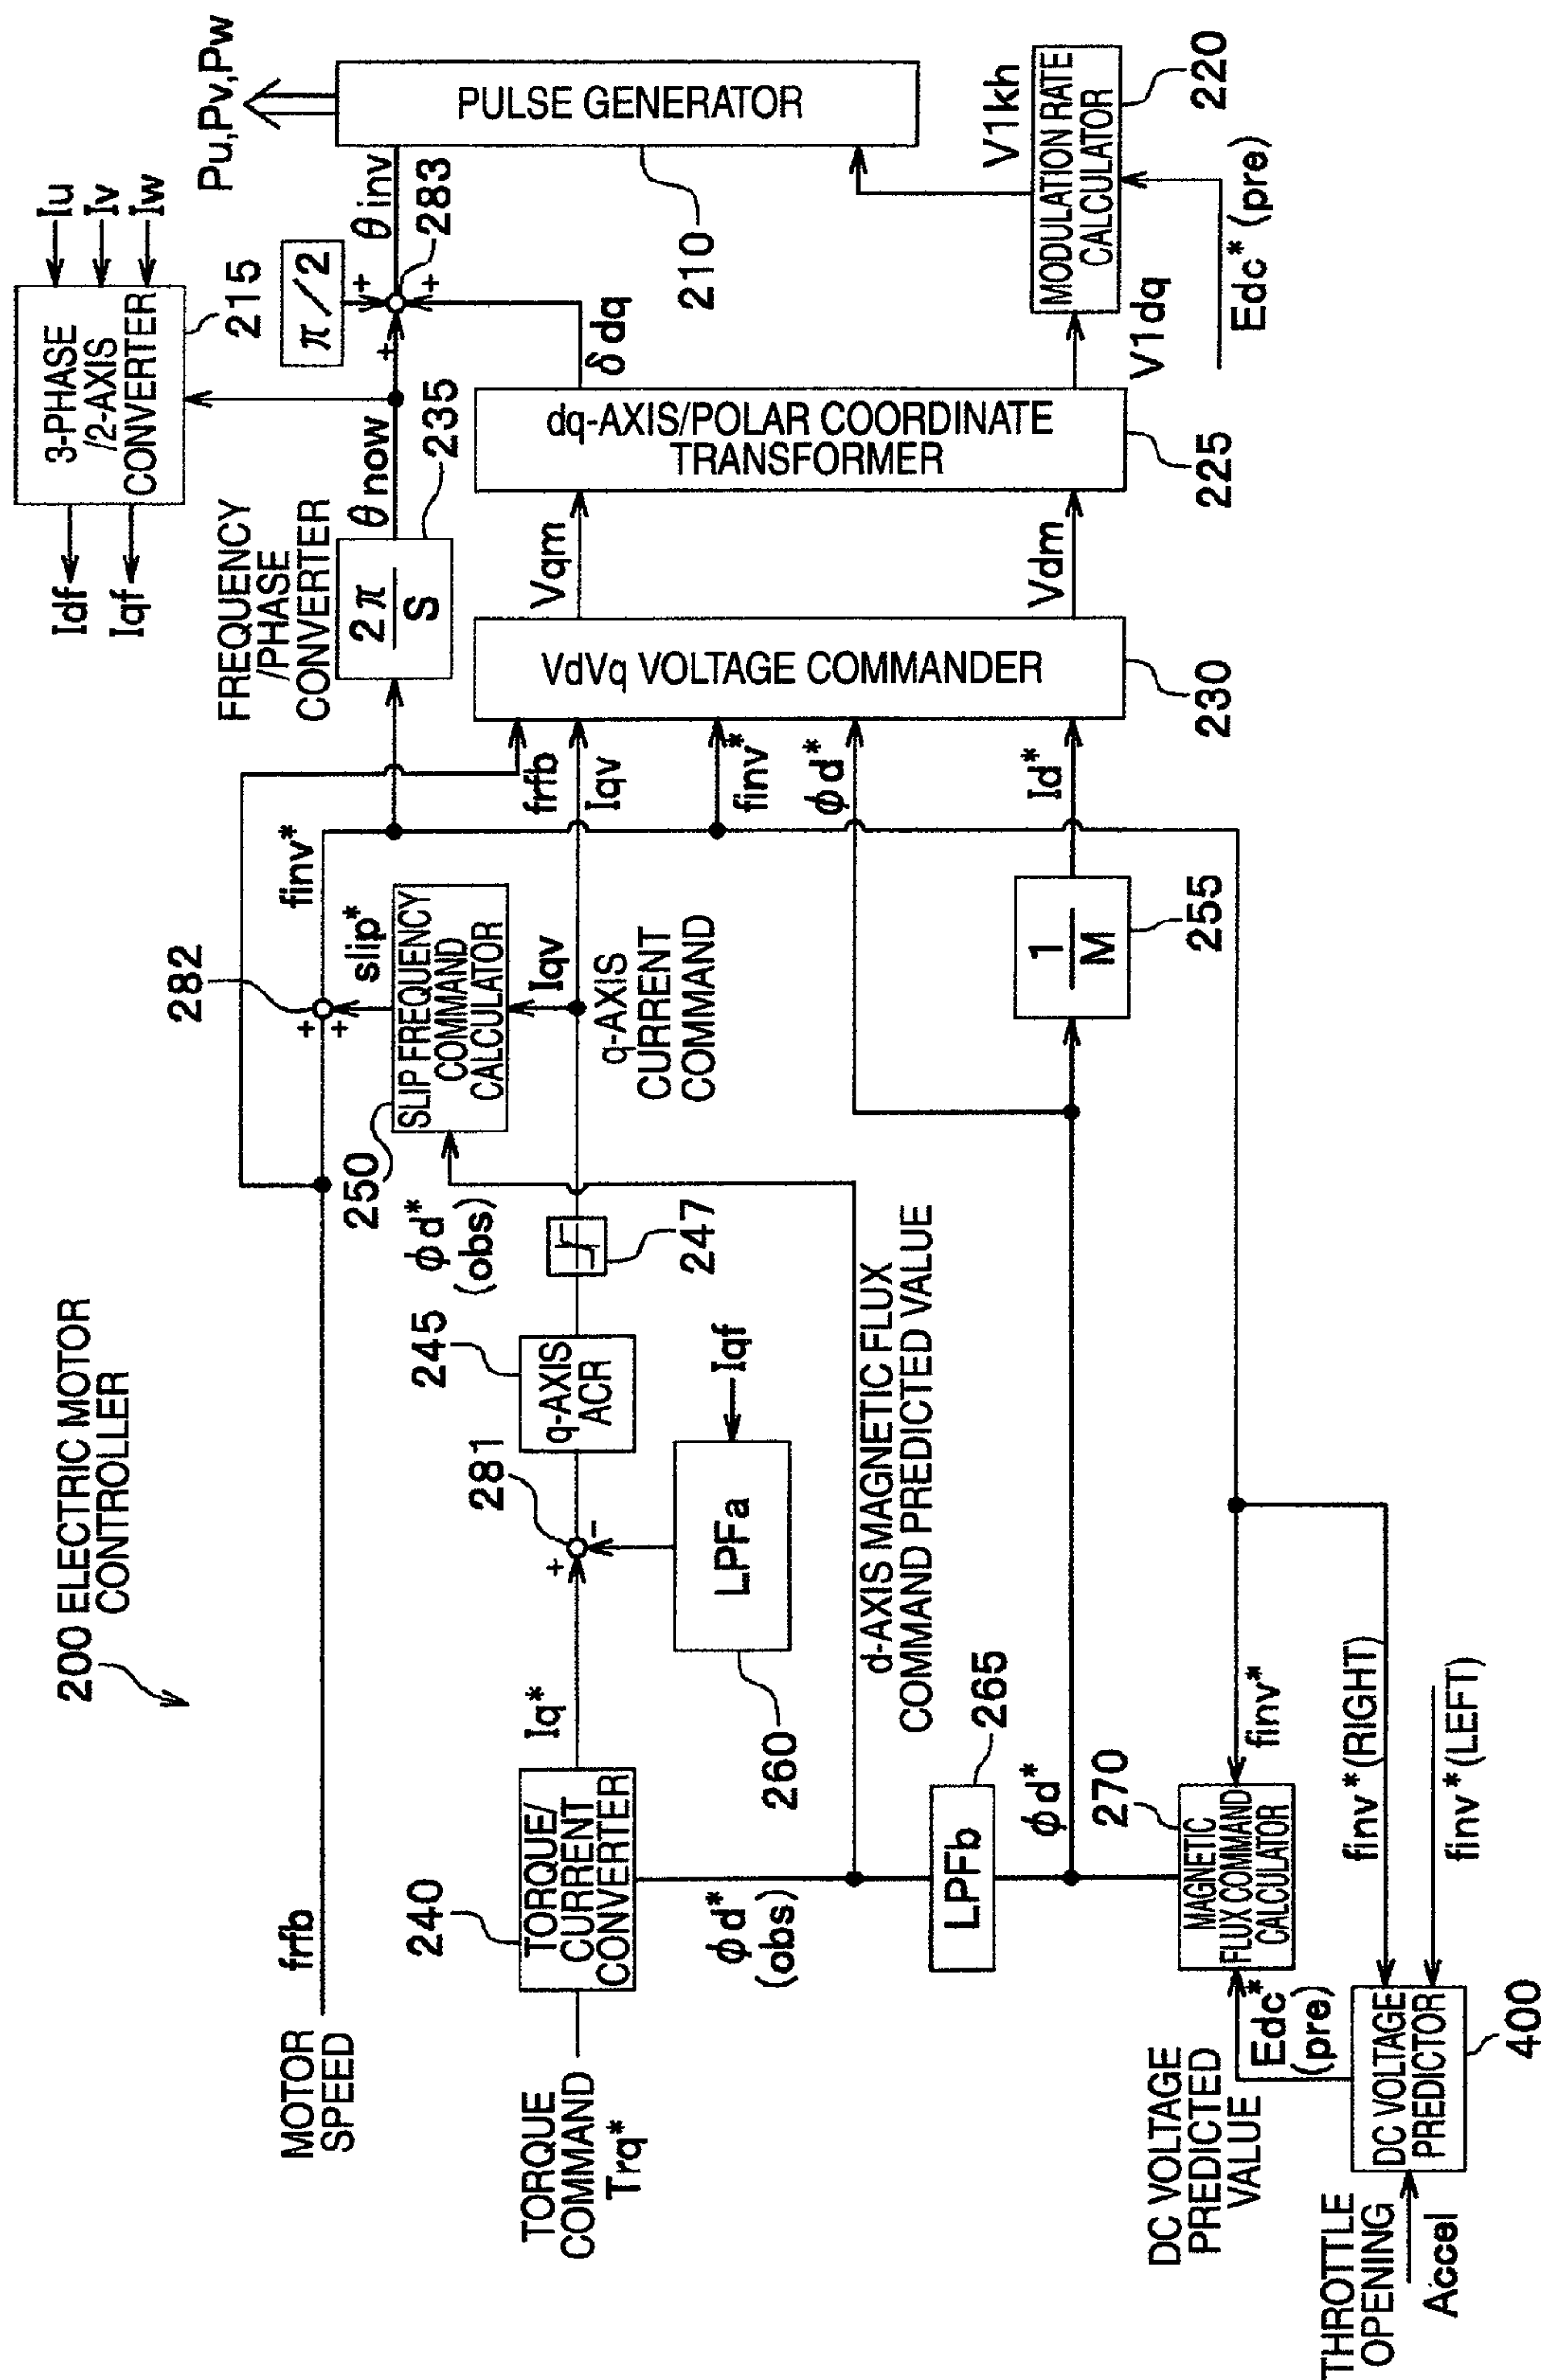 200 ELECTRIC MOTOR
CONTROLLER
MOTOR
SPEED
frfb
282
+
+
finv*
slip*
250
SLIP FREQUENCY
COMMAND
CALCULATOR
φd*
(obs)
Iqv
q-AXIS
CURRENT
COMMAND
TORQUE
COMMAND
Trq*
240
TORQUE/
CURRENT
CONVERTER
Iq*
281
+
-
245
q-AXIS
ACR
247
Iqf
LPFa
260
φd*
(obs)
d-AXIS MAGNETIC FLUX
COMMAND PREDICTED VALUE
LPFb
265
φd*
270
MAGNETIC
FLUX COMMAND
CALCULATOR
finv*
DC VOLTAGE
PREDICTED
VALUE
Edc*
(pre)
finv*(RIGHT)
finv*(LEFT)
DC VOLTAGE
PREDICTOR
400
THROTTLE
OPENING
Accel
1
M
255
frfb
Iqv
finv*
φd*
Id*
VdVq VOLTAGE COMMANDER
230
FREQUENCY
/PHASE
CONVERTER
2π
S
235
θnow
Vqm
Vdm
dq-AXIS/POLAR COORDINATE
TRANSFORMER
225
δdq
V1dq
Idf
Iqf
3-PHASE
/2-AXIS
CONVERTER
215
Iu
Iv
Iw
π/2
+
+
+
283
θinv
Edc*(pre)
MODULATION RATE
CALCULATOR
220
V1kh
210
PULSE GENERATOR
Pu,Pv,Pw